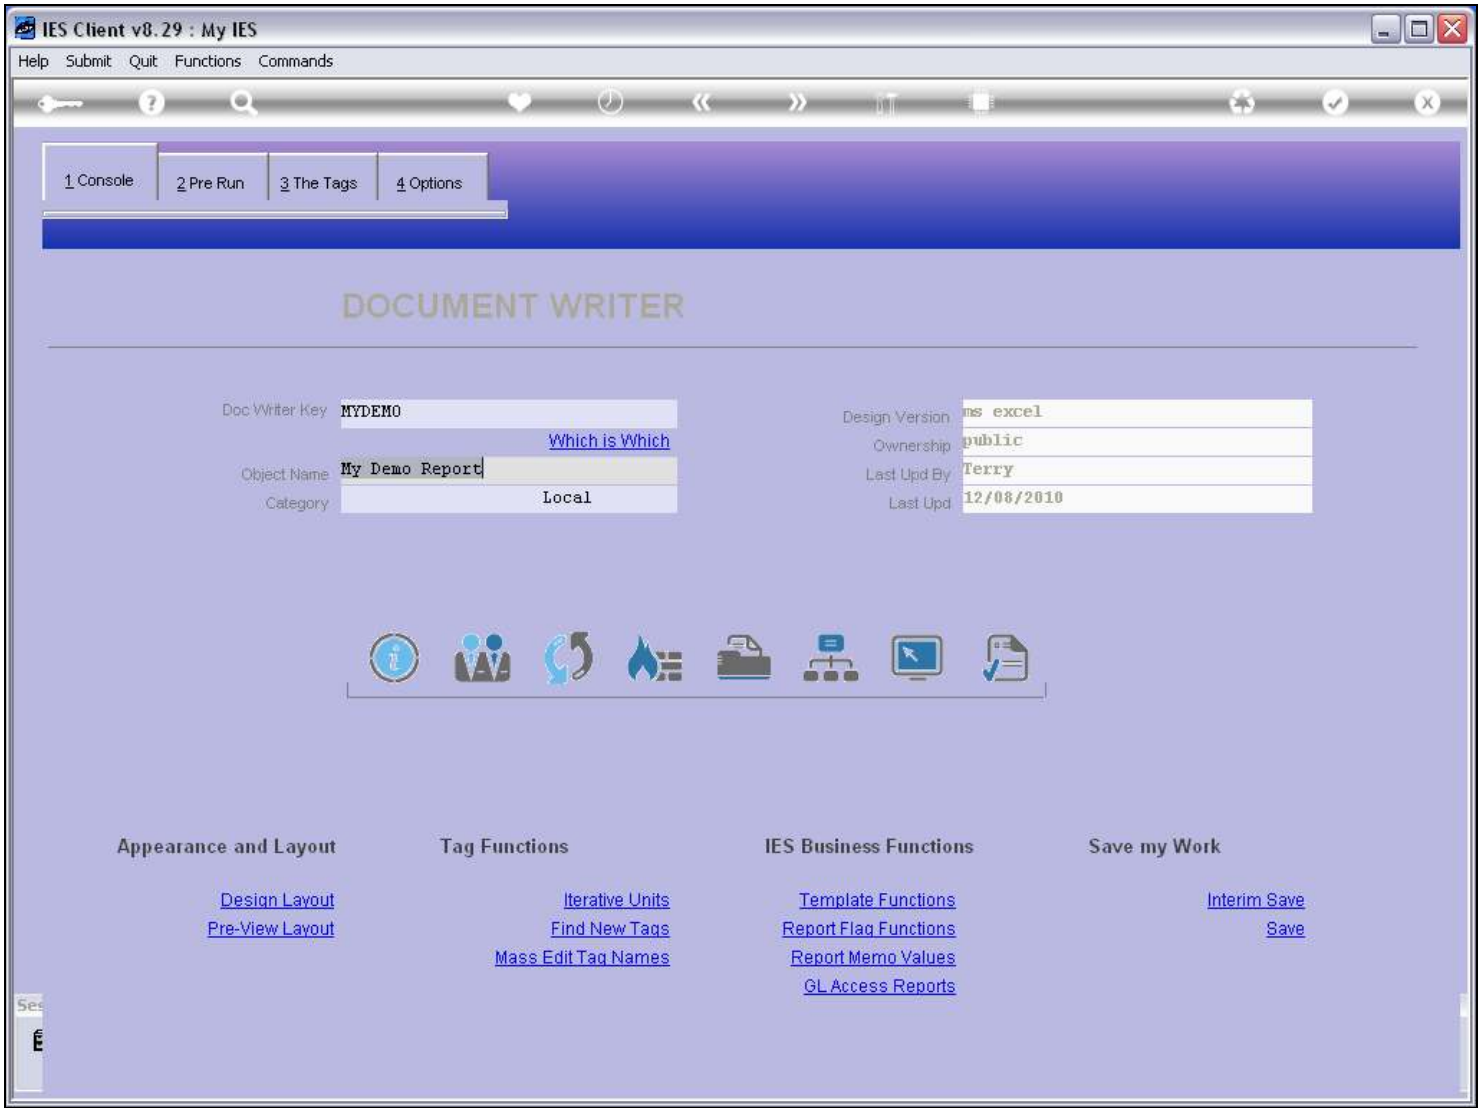 IES Client v8.29 : My IES
Help Submit Quit Functions Commands
1 Console 2 Pre Run 3 The Tags 4 Options
DOCUMENT WRITER
Doc Writer Key MYDEMO
Which is Which
Object Name My Demo Report
Category Local
Design Version ms excel
Ownership public
Last Upd By Terry
Last Upd 12/08/2010
Appearance and Layout
Design Layout
Pre-View Layout
Tag Functions
Iterative Units
Find New Tags
Mass Edit Tag Names
IES Business Functions
Template Functions
Report Flag Functions
Report Memo Values
GL Access Reports
Save my Work
Interim Save
Save
Ses